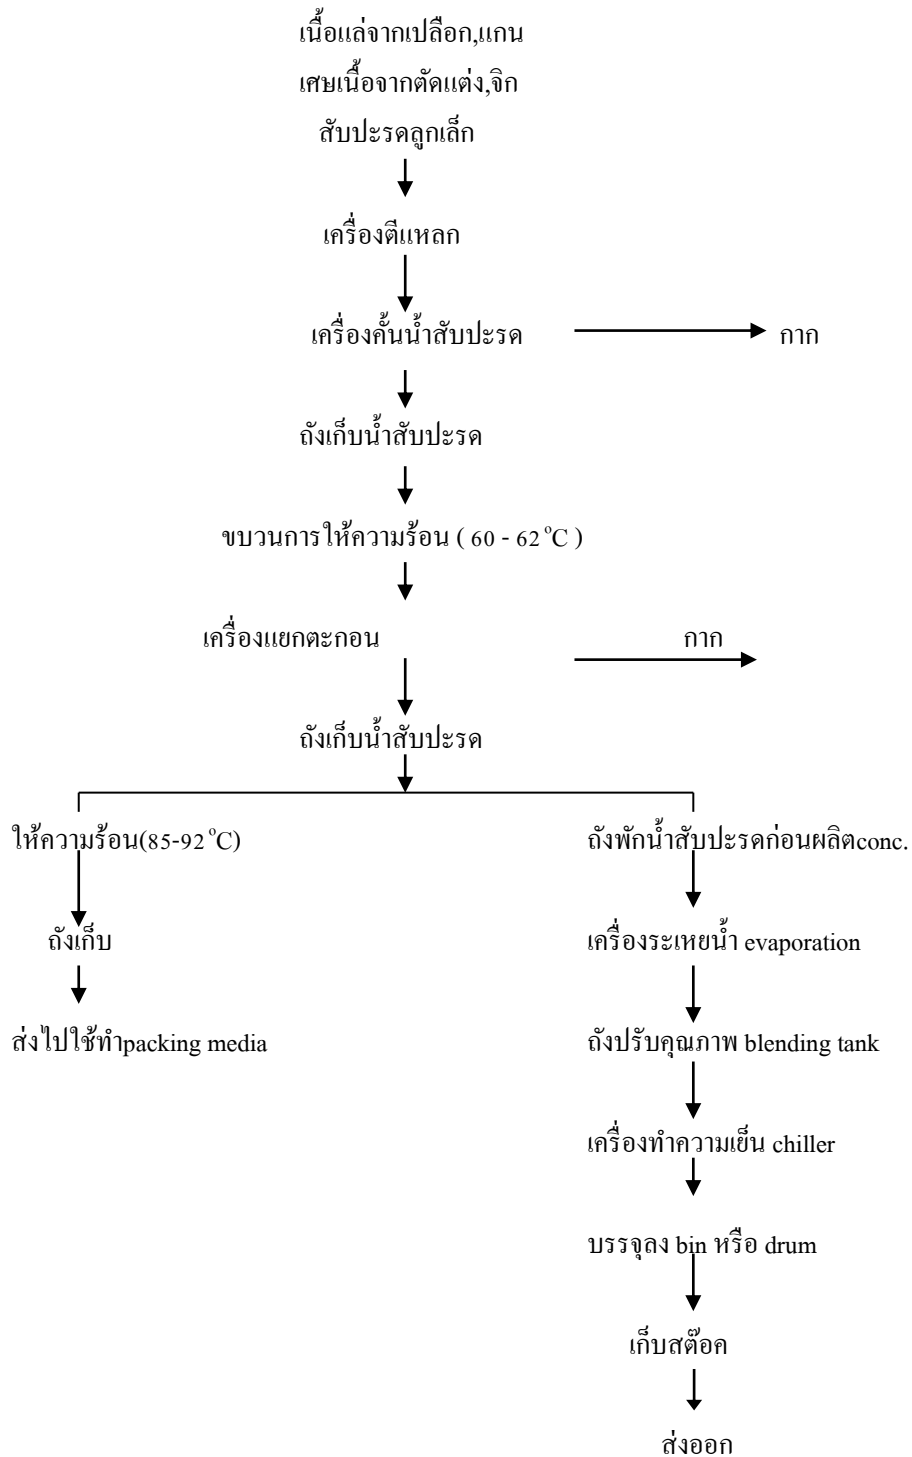 เนื้อแล่จากเปลือก,แกน
เศษเนื้อจากตัดแต่ง,จิก
สับปะรดลูกเล็ก
เครื่องตีแหลก
เครื่องคั้นน้ำสับปะรด
กาก
ถังเก็บน้ำสับปะรด
ขบวนการให้ความร้อน ( 60 - 62 °C )
เครื่องแยกตะกอน
กาก
ถังเก็บน้ำสับปะรด
ให้ความร้อน(85-92 °C)
ถังเก็บ
ส่งไปใช้ทำpacking media
ถังพักน้ำสับปะรดก่อนผลิตconc.
เครื่องระเหยน้ำ evaporation
ถังปรับคุณภาพ blending tank
เครื่องทำความเย็น chiller
บรรจุลง bin หรือ drum
เก็บสต๊อค
ส่งออก